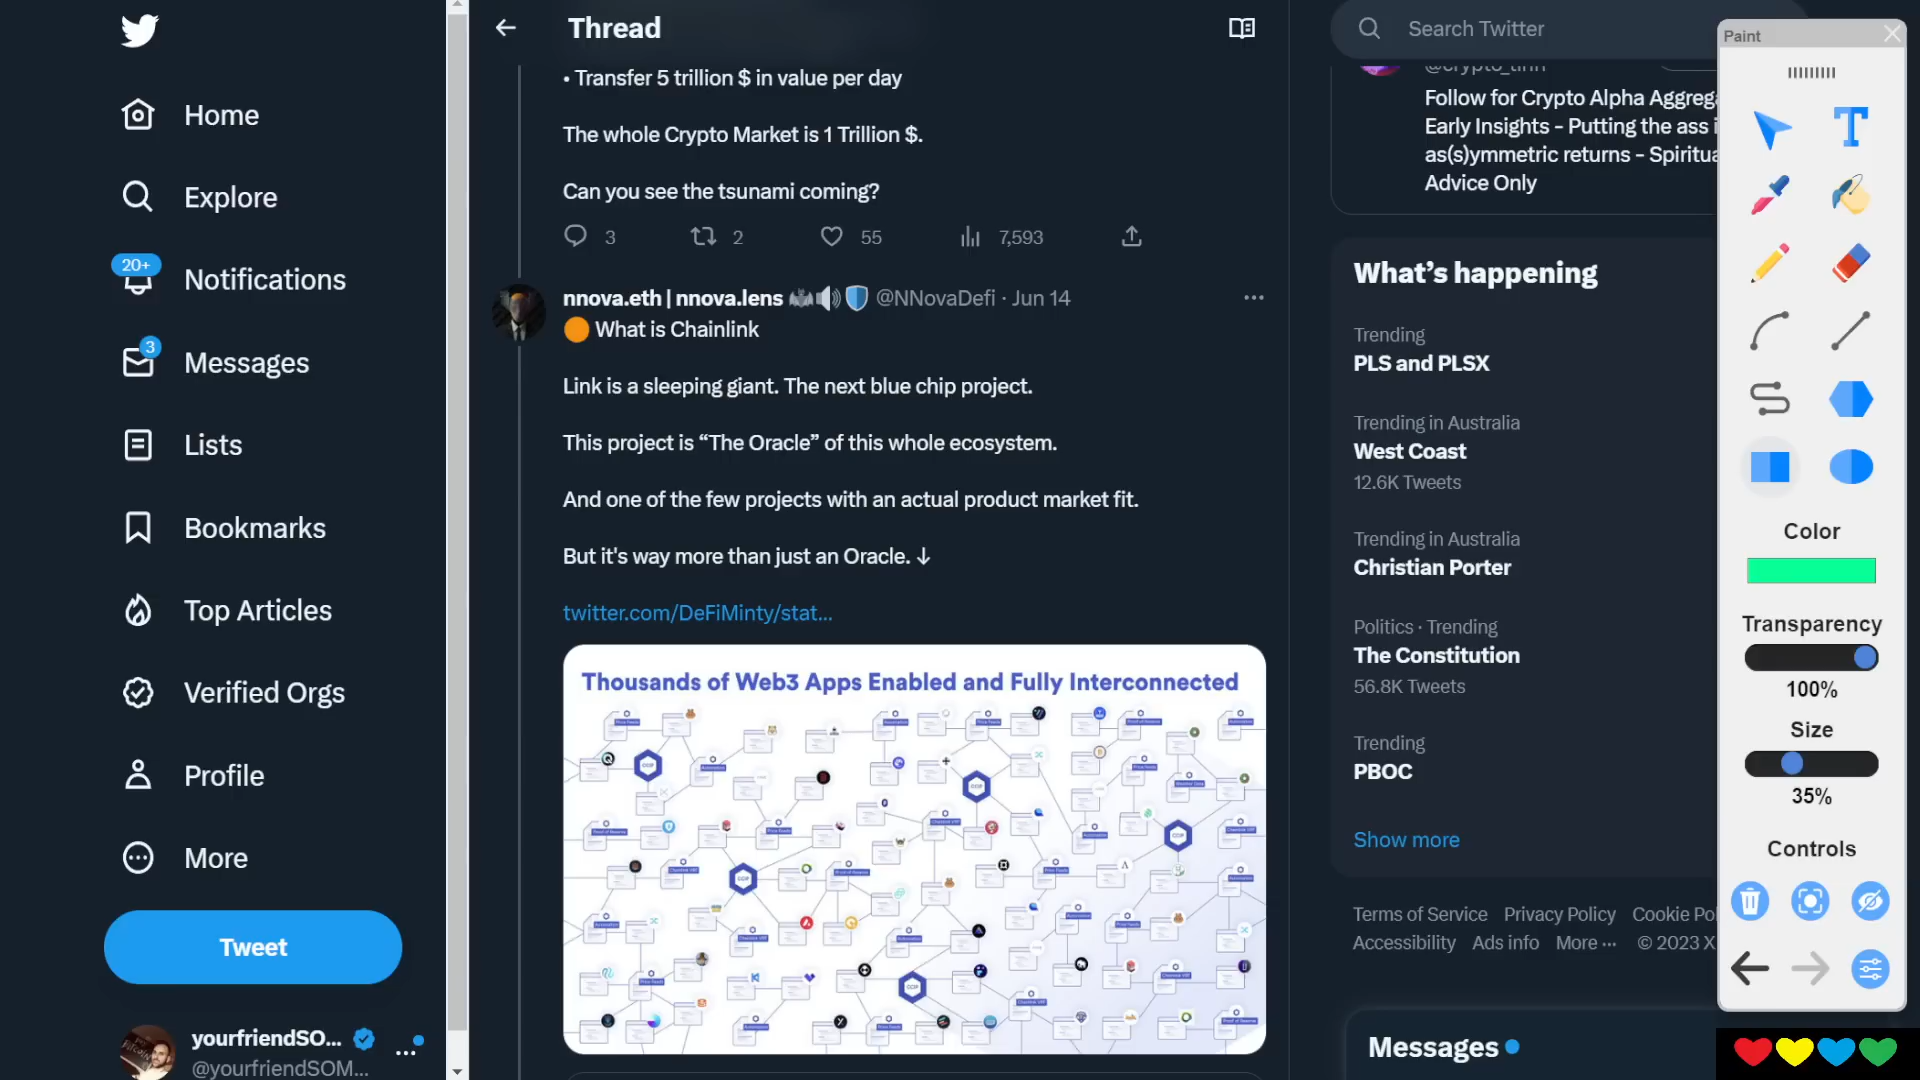 Home
Explore
20+
Notifications
3
Messages
Lists
Bookmarks
Top Articles
Verified Orgs
Profile
More
Tweet
yourfriendSO...
@yourfriendSOM...
Thread
• Transfer 5 trillion $ in value per day
The whole Crypto Market is 1 Trillion $.
Can you see the tsunami coming?
3 2 55 7,593
nnova.eth | nnova.lens @NNovaDefi · Jun 14
What is Chainlink
Link is a sleeping giant. The next blue chip project.
This project is “The Oracle” of this whole ecosystem.
And one of the few projects with an actual product market fit.
But it's way more than just an Oracle. ↓
twitter.com/DeFiMinty/stat...
Thousands of Web3 Apps Enabled and Fully Interconnected
Search Twitter
@crypto_linn
Follow for Crypto Alpha Aggrega
Early Insights - Putting the ass i
as(s)ymmetric returns - Spiritua
Advice Only
What’s happening
Trending
PLS and PLSX
Trending in Australia
West Coast
12.6K Tweets
Trending in Australia
Christian Porter
Politics · Trending
The Constitution
56.8K Tweets
Trending
PBOC
Show more
Terms of Service Privacy Policy Cookie Pol
Accessibility Ads info More ··· © 2023 X
Messages
Paint
Color
Transparency
100%
Size
35%
Controls